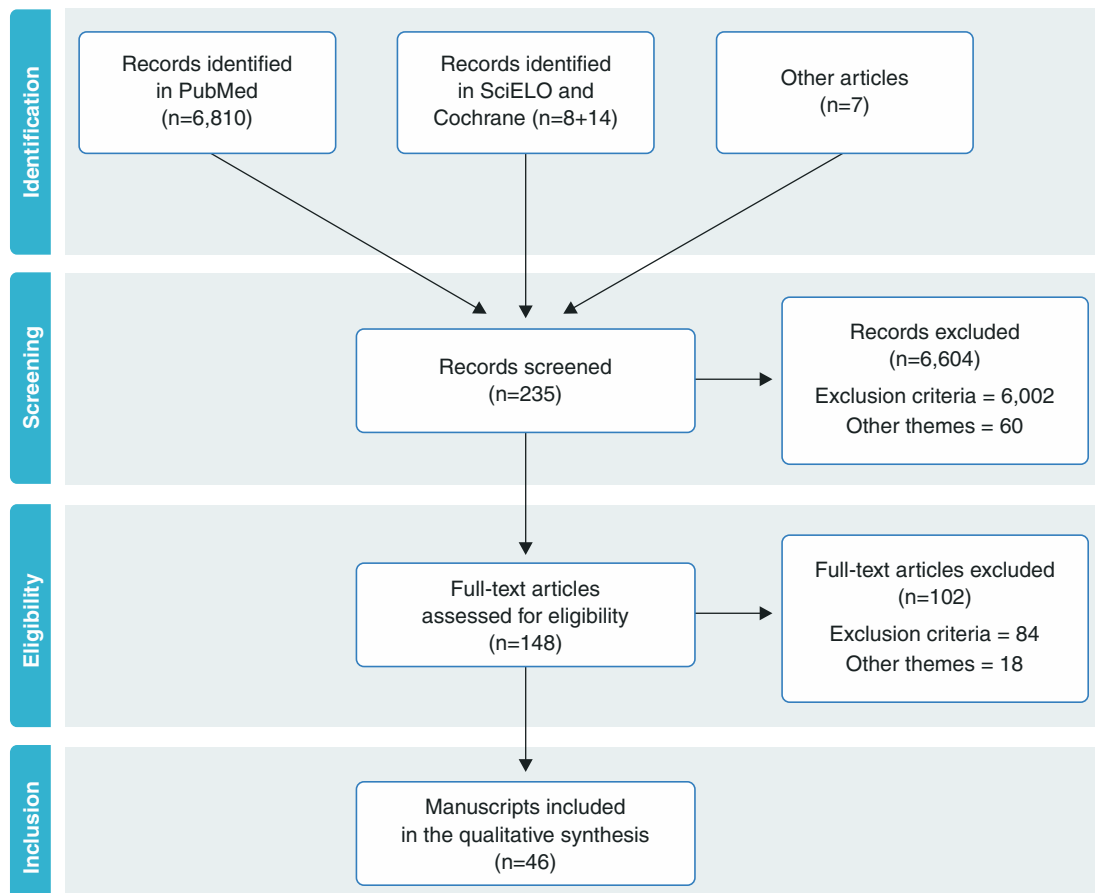 Identification
Records identified
in PubMed
(n=6,810)
Records identified
in SciELO and
Cochrane (n=8+14)
Other articles
(n=7)
Screening
Records screened
(n=235)
Records excluded
(n=6,604)
Exclusion criteria = 6,002
Other themes = 60
Eligibility
Full-text articles
assessed for eligibility
(n=148)
Full-text articles excluded
(n=102)
Exclusion criteria = 84
Other themes = 18
Inclusion
Manuscripts included
in the qualitative synthesis
(n=46)